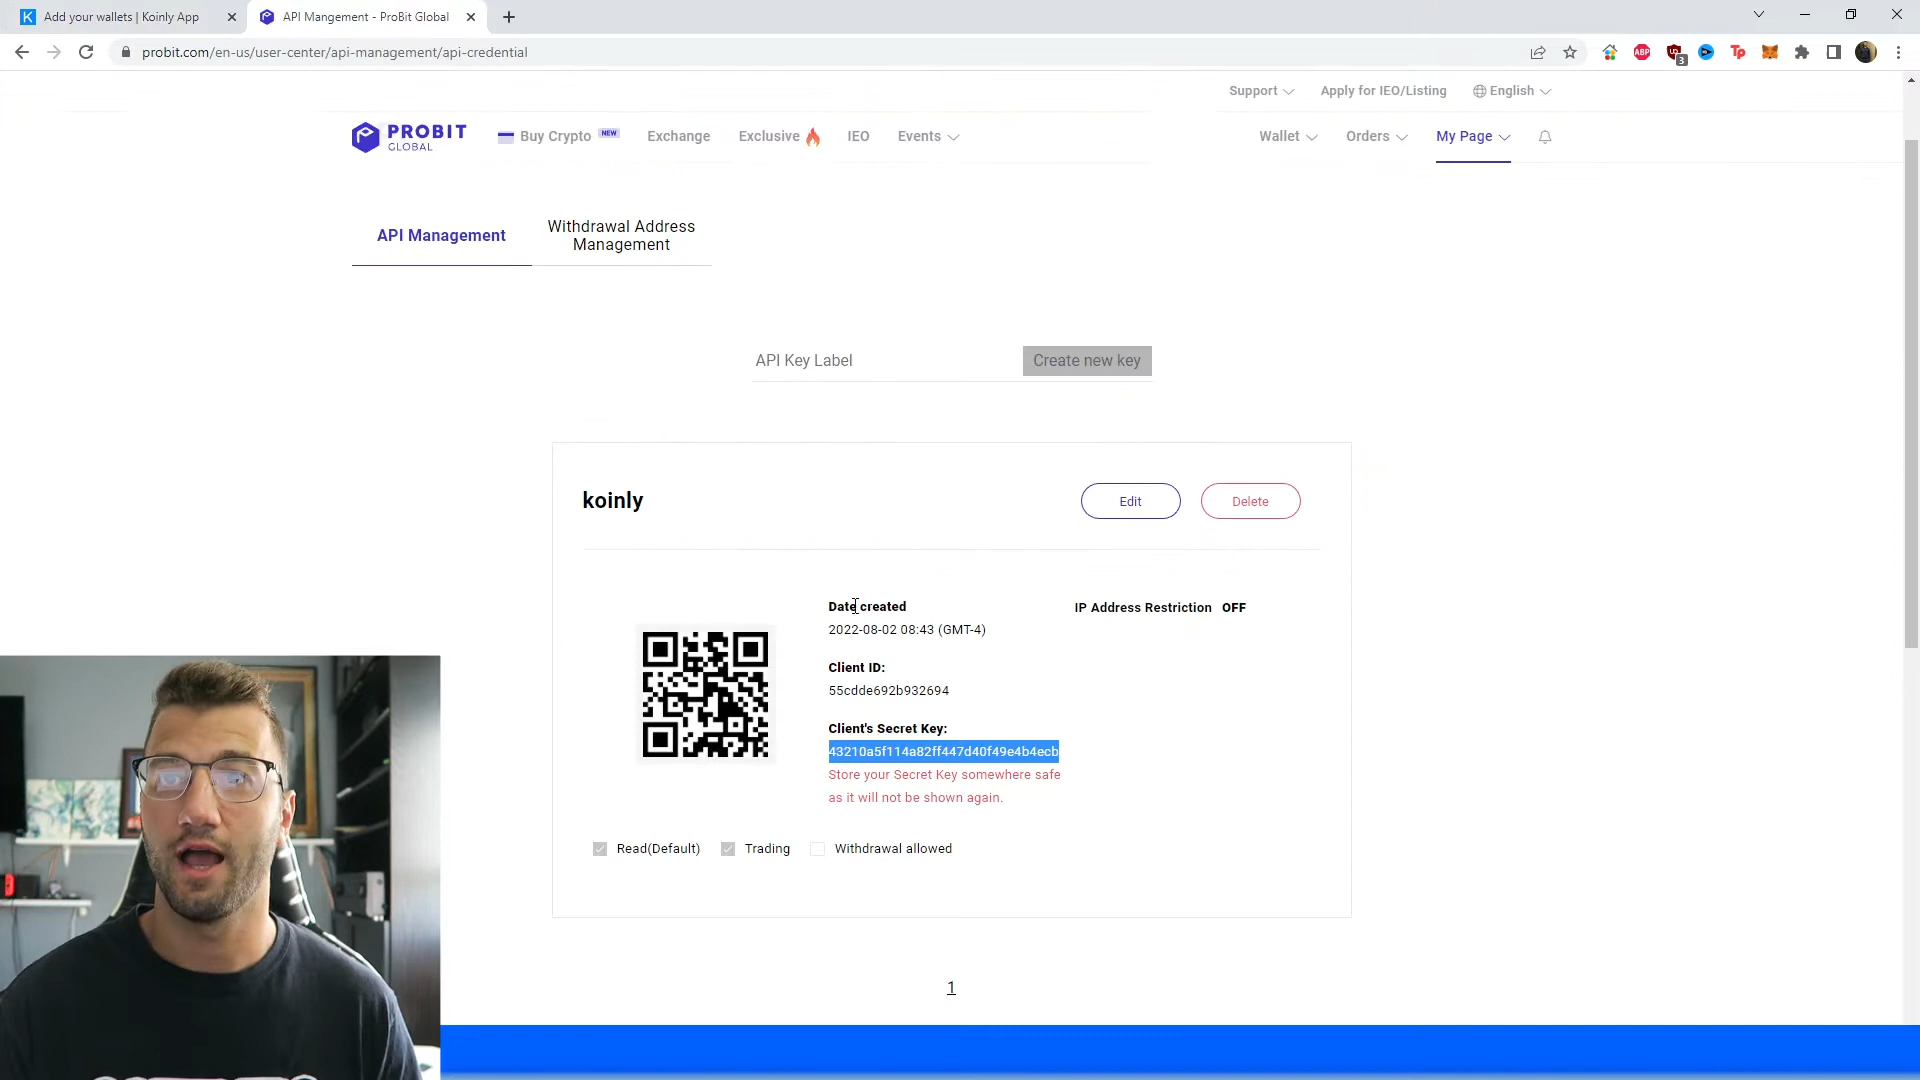 Add your wallets | Koinly App
API Mangement - ProBit Global
probit.com/en-us/user-center/api-management/api-credential
ABP
3
Tp
Support
Apply for IEO/Listing
English
PROBIT
GLOBAL
Buy Crypto NEW
Exchange
Exclusive
IEO
Events
Wallet
Orders
My Page
API Management
Withdrawal Address
Management
API Key Label
Create new key
koinly
Edit
Delete
Date created
2022-08-02 08:43 (GMT-4)
IP Address Restriction OFF
Client ID:
55cdde692b932694
Client's Secret Key:
43210a5f114a82ff447d40f49e4b4ecb
Store your Secret Key somewhere safe
as it will not be shown again.
Read(Default)
Trading
Withdrawal allowed
1